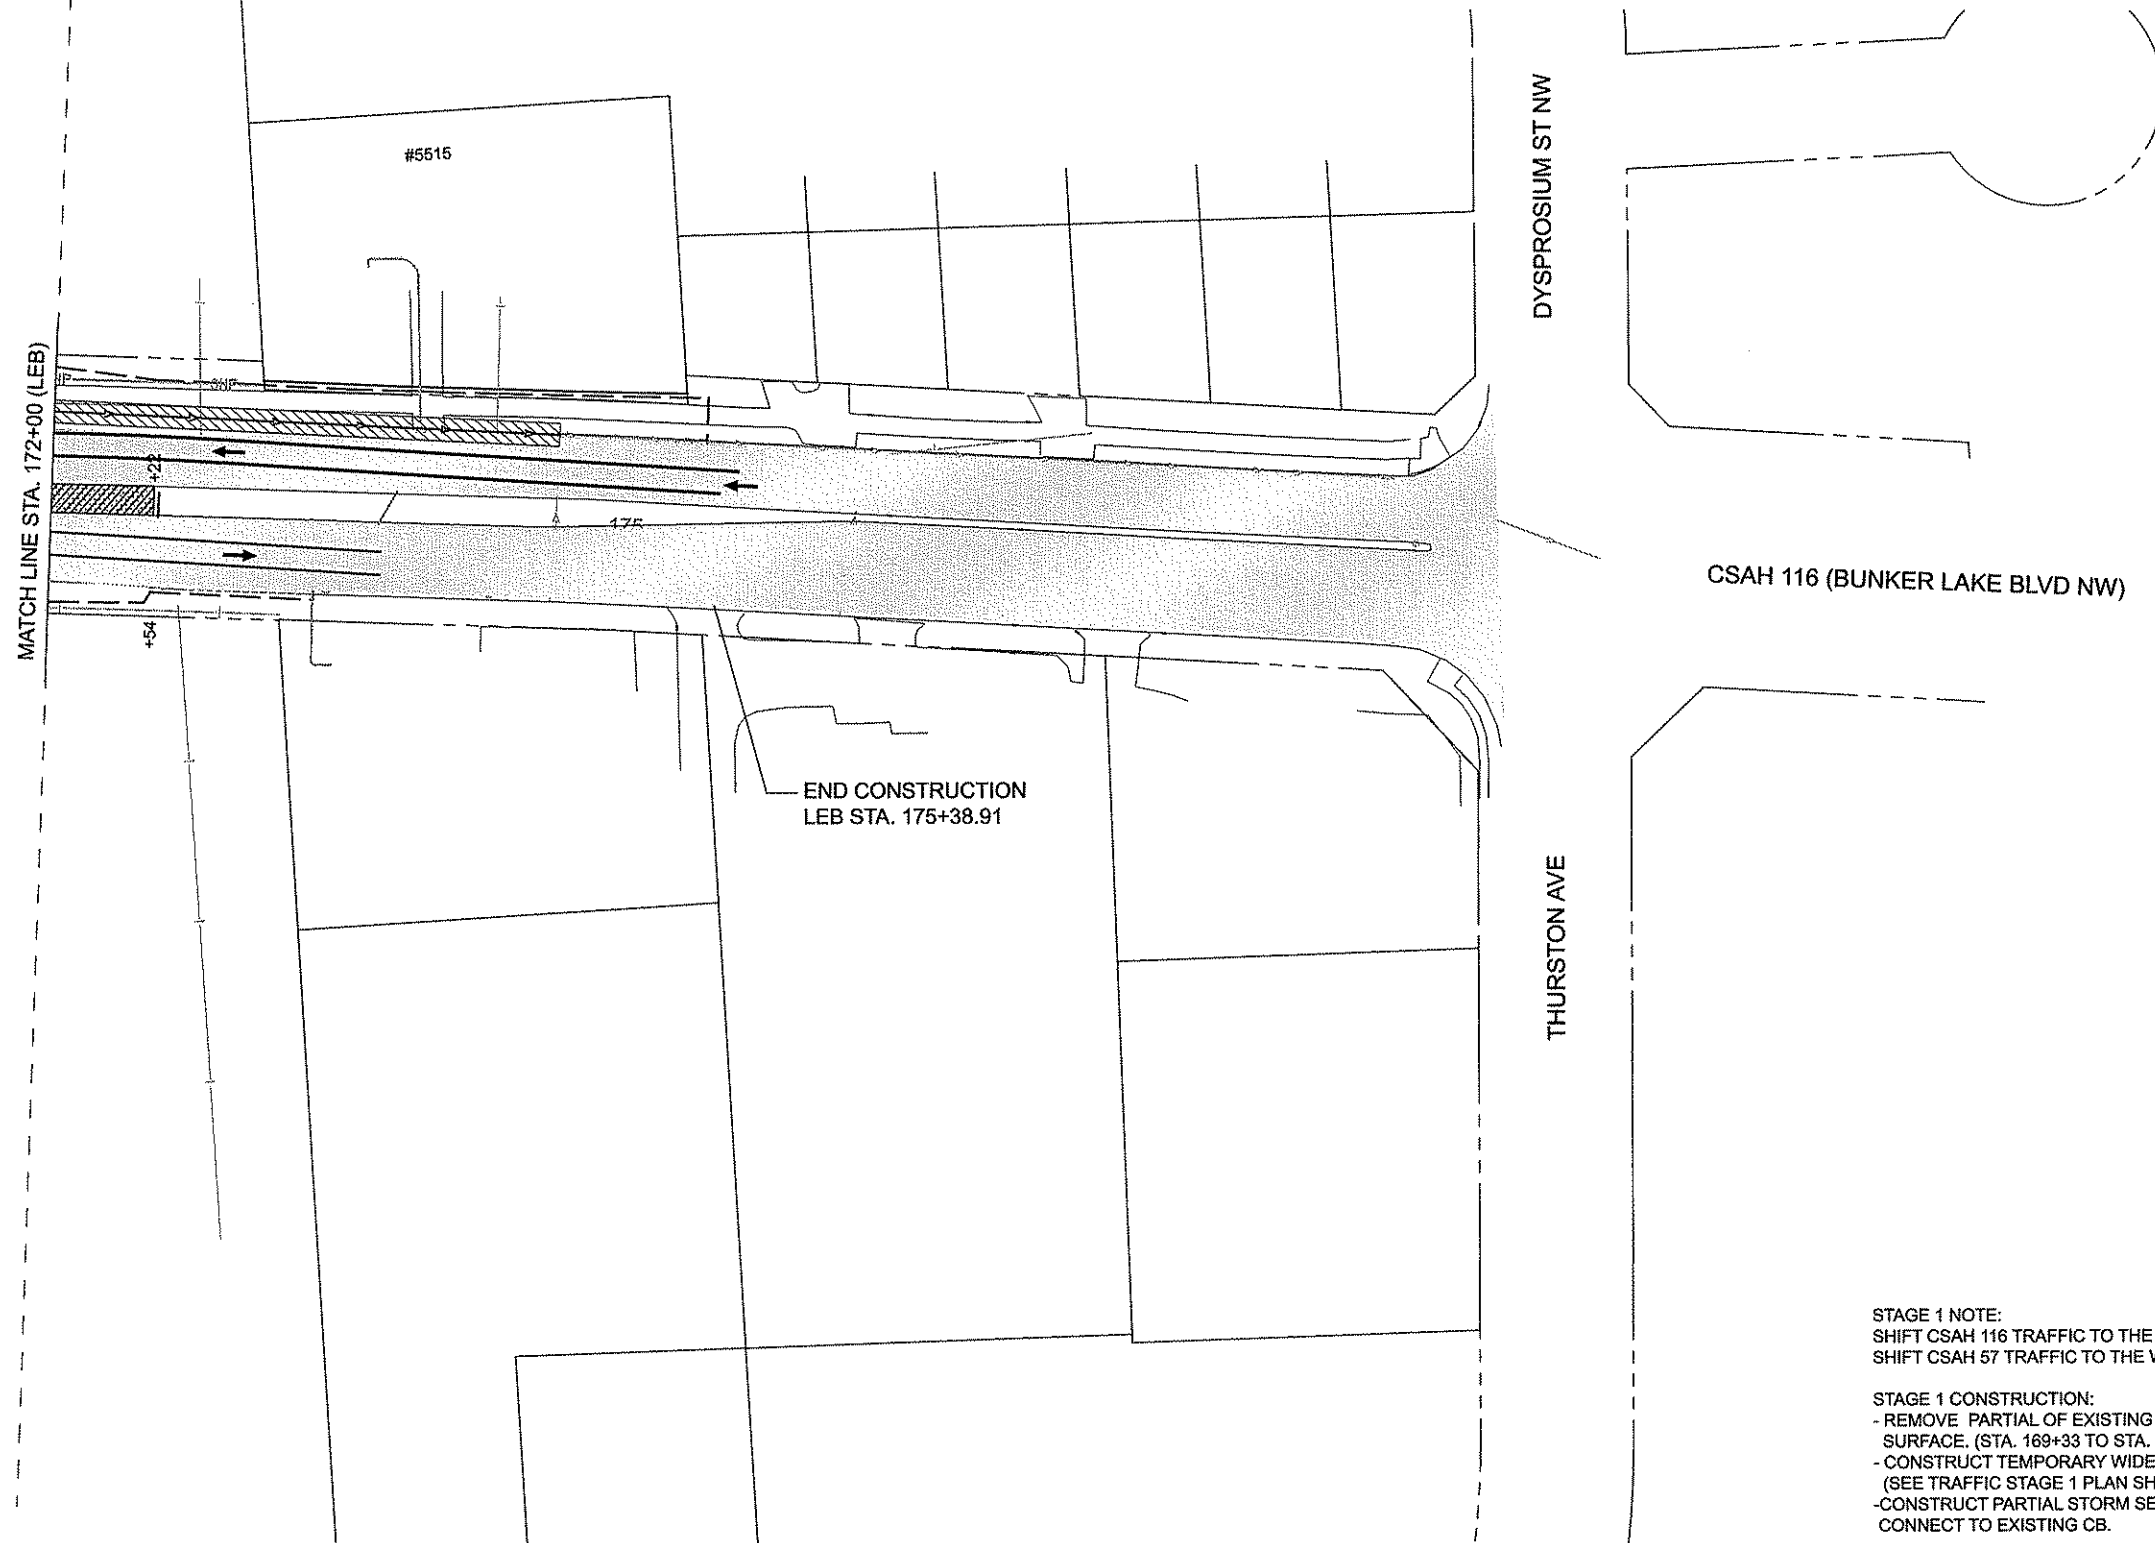 #5515
DYSPROSIUM ST NW
MATCH LINE STA. 172+00 (LEB)
+22
175
CSAH 116 (BUNKER LAKE BLVD NW)
+54
END CONSTRUCTION
LEB STA. 175+38.91
THURSTON AVE
STAGE 1 NOTE:
SHIFT CSAH 116 TRAFFIC TO THE
SHIFT CSAH 57 TRAFFIC TO THE
STAGE 1 CONSTRUCTION:
- REMOVE PARTIAL OF EXISTING
SURFACE. (STA. 169+33 TO STA.
- CONSTRUCT TEMPORARY WIDE
(SEE TRAFFIC STAGE 1 PLAN SH
-CONSTRUCT PARTIAL STORM SE
CONNECT TO EXISTING CB.